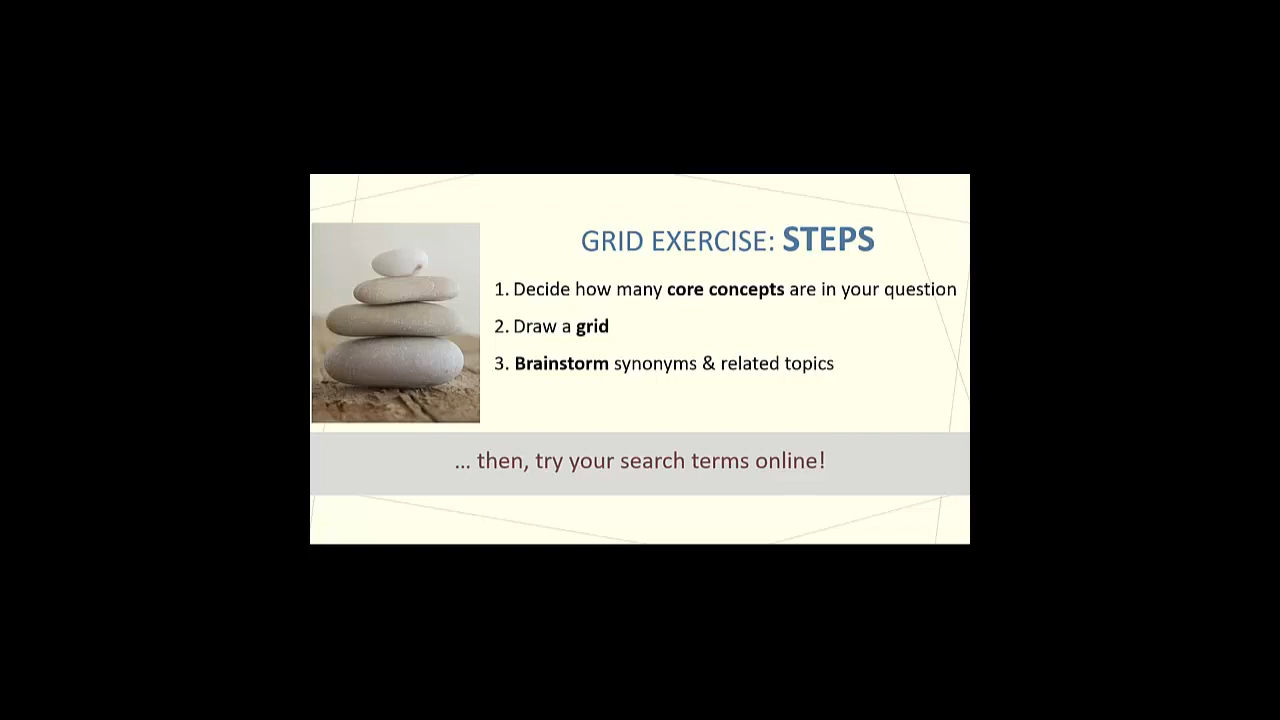 GRID EXERCISE: STEPS
1. Decide how many core concepts are in your question
2. Draw a grid
3. Brainstorm synonyms & related topics
... then, try your search terms online!